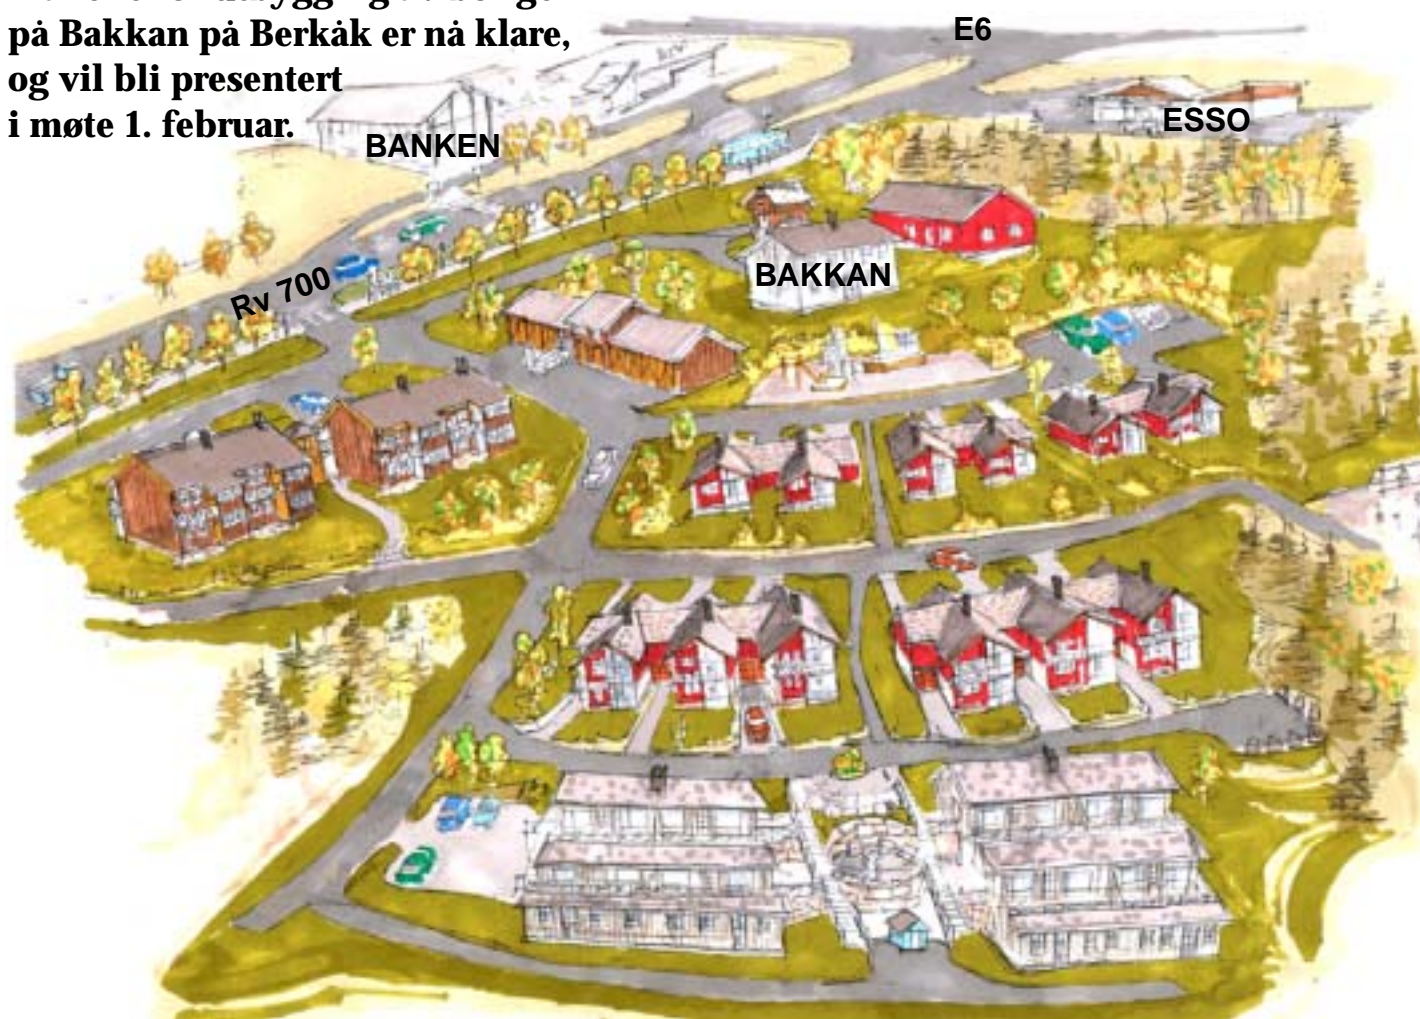 på Bakkan på Berkåk er nå klare,
og vil bli presentert
i møte 1. februar.
E6
ESSO
BANKEN
BAKKAN
Rv 700